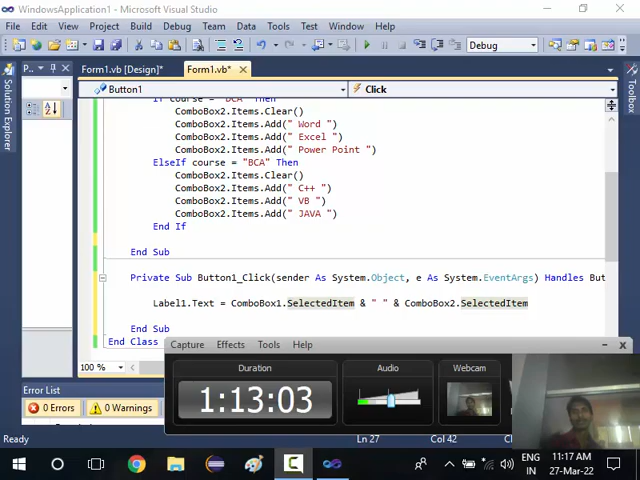 WindowsApplication1 - Microsoft Visual Studio
File Edit View Project Build Debug Team Data Tools Test Window Help
Debug
P..
Form1.vb [Design]*
Form1.vb*
Solution Explorer
Toolbox
Button1
Click
Then
ComboBox2.Items.Clear()
ComboBox2.Items.Add(" Word ")
ComboBox2.Items.Add(" Excel ")
ComboBox2.Items.Add(" Power Point ")
ElseIf course = "BCA" Then
ComboBox2.Items.Clear()
ComboBox2.Items.Add(" C++ ")
ComboBox2.Items.Add(" VB ")
ComboBox2.Items.Add(" JAVA ")
End If
End Sub
Private Sub Button1_Click(sender As System.Object, e As System.EventArgs) Handles But
Label1.Text = ComboBox1.SelectedItem & " " & ComboBox2.SelectedItem
End Sub
End Class
100 %
Error List
0 Errors
0 Warnings
Capture Effects Tools Help
Duration
1:13:03
Audio
Webcam
Ready
Ln 27
Col 42
ENG
IN
11:17 AM
27-Mar-22